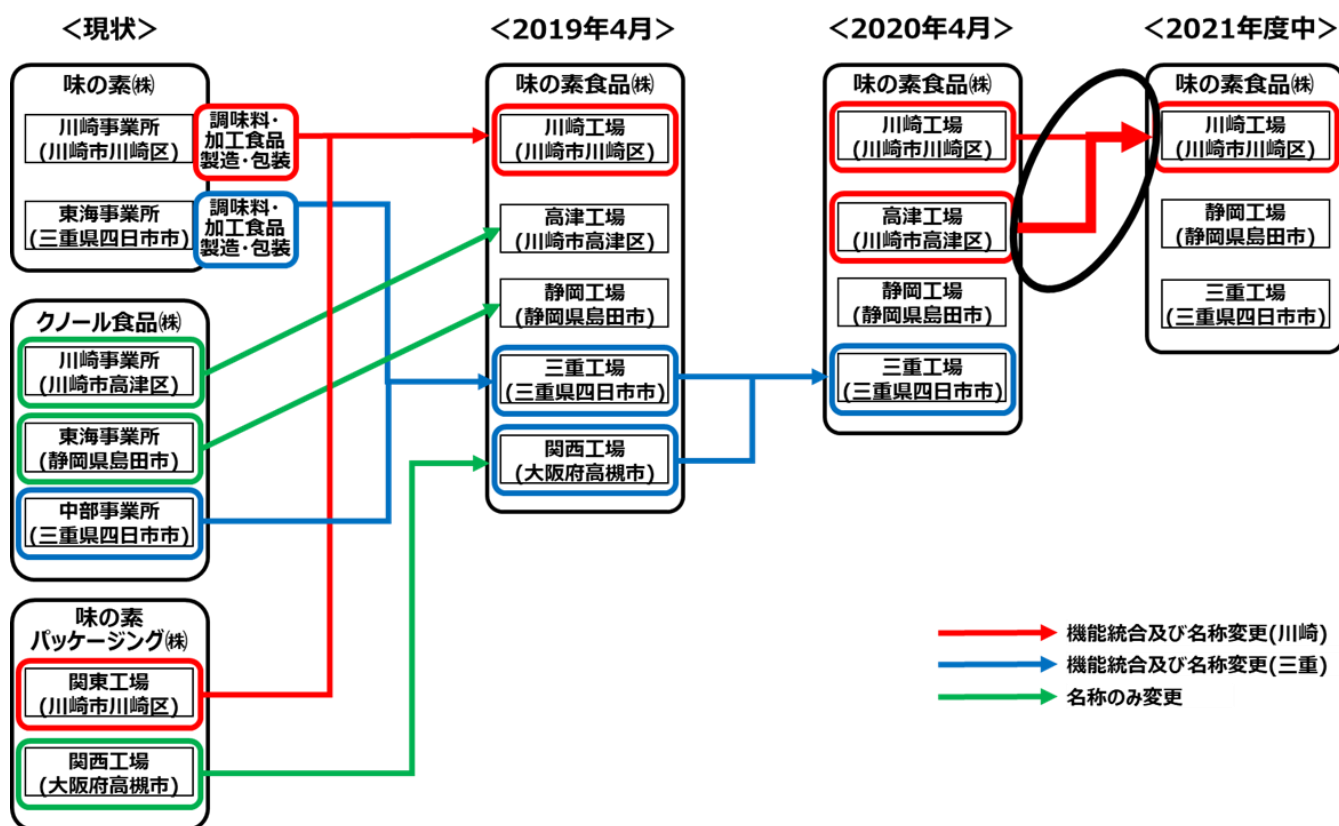 <現状>
味の素㈱
川崎事業所
(川崎市川崎区)
調味料・
加工食品
製造・包装
東海事業所
(三重県四日市市)
調味料・
加工食品
製造・包装
クノール食品㈱
川崎事業所
(川崎市高津区)
東海事業所
(静岡県島田市)
中部事業所
(三重県四日市市)
味の素
パッケージング㈱
関東工場
(川崎市川崎区)
関西工場
(大阪府高槻市)
<2019年4月>
味の素食品㈱
川崎工場
(川崎市川崎区)
高津工場
(川崎市高津区)
静岡工場
(静岡県島田市)
三重工場
(三重県四日市市)
関西工場
(大阪府高槻市)
<2020年4月>
味の素食品㈱
川崎工場
(川崎市川崎区)
高津工場
(川崎市高津区)
静岡工場
(静岡県島田市)
三重工場
(三重県四日市市)
<2021年度中>
味の素食品㈱
川崎工場
(川崎市川崎区)
静岡工場
(静岡県島田市)
三重工場
(三重県四日市市)
機能統合及び名称変更(川崎)
機能統合及び名称変更(三重)
名称のみ変更